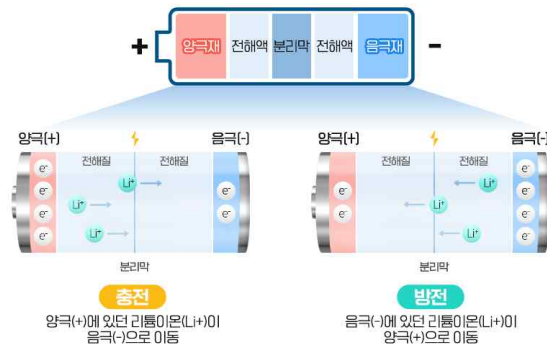 + 양극재 전해액 분리막 전해액 음극재 -
양극(+) 음극(-)
전해질 전해질
e⁻
e⁻
e⁻
e⁻
e⁻
e⁻
Li⁺
Li⁺
Li⁺
분리막
충전
양극(+)에 있던 리튬이온(Li+)이
음극(-)으로 이동
양극(+) 음극(-)
전해질 전해질
e⁻
e⁻
e⁻
e⁻
e⁻
e⁻
Li⁺
Li⁺
Li⁺
분리막
방전
음극(-)에 있던 리튬이온(Li+)이
양극(+)으로 이동